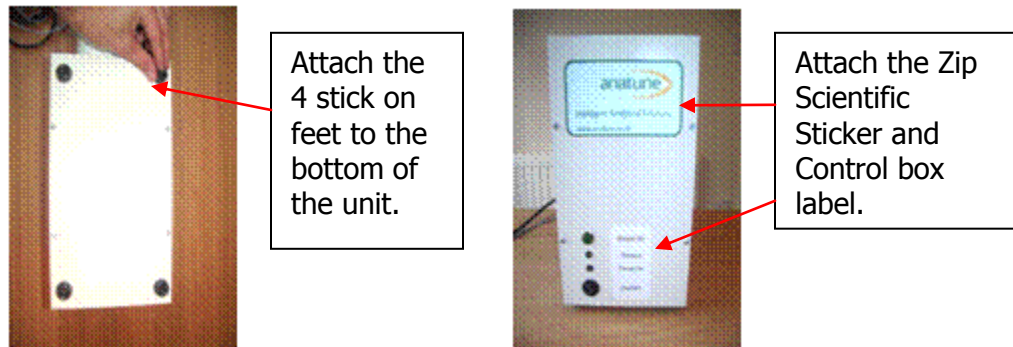 Attach the
4 stick on
feet to the
bottom of
the unit.
anatune
Attach the Zip
Scientific
Sticker and
Control box
label.